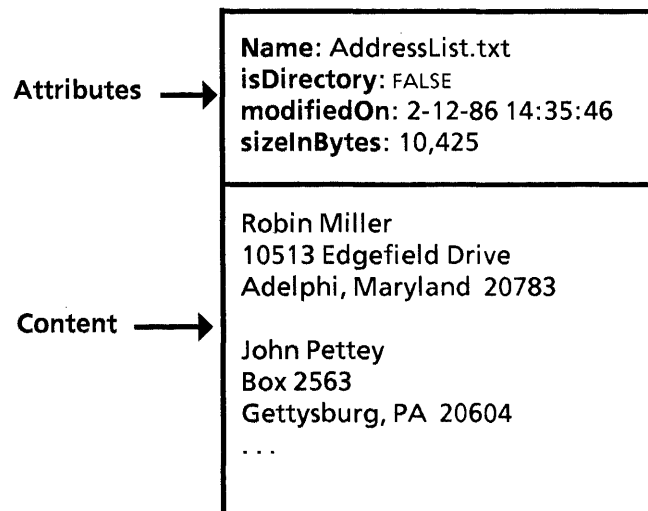 Name: AddressList.txt
isDirectory: FALSE
Attributes
modifiedOn: 2-12-86 14:35:46
sizeInBytes: 10,425
Robin Miller
10513 Edgefield Drive
Adelphi, Maryland 20783
Content
John Pettey
Box 2563
Gettysburg, PA 20604
...